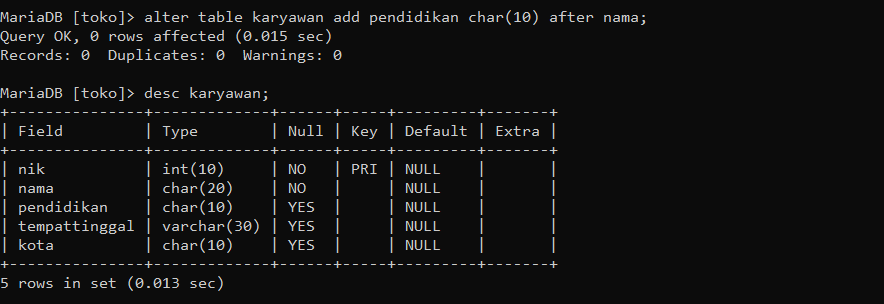 MariaDB [toko]> alter table karyawan add pendidikan char(10) after nama;
Query OK, 0 rows affected (0.015 sec)
Records: 0  Duplicates: 0  Warnings: 0

MariaDB [toko]> desc karyawan;
+---------------+-------------+------+-----+---------+-------+
| Field         | Type        | Null | Key | Default | Extra |
+---------------+-------------+------+-----+---------+-------+
| nik           | int(10)     | NO   | PRI | NULL    |       |
| nama          | char(20)    | NO   |     | NULL    |       |
| pendidikan    | char(10)    | YES  |     | NULL    |       |
| tempattinggal | varchar(30) | YES  |     | NULL    |       |
| kota          | char(10)    | YES  |     | NULL    |       |
+---------------+-------------+------+-----+---------+-------+
5 rows in set (0.013 sec)